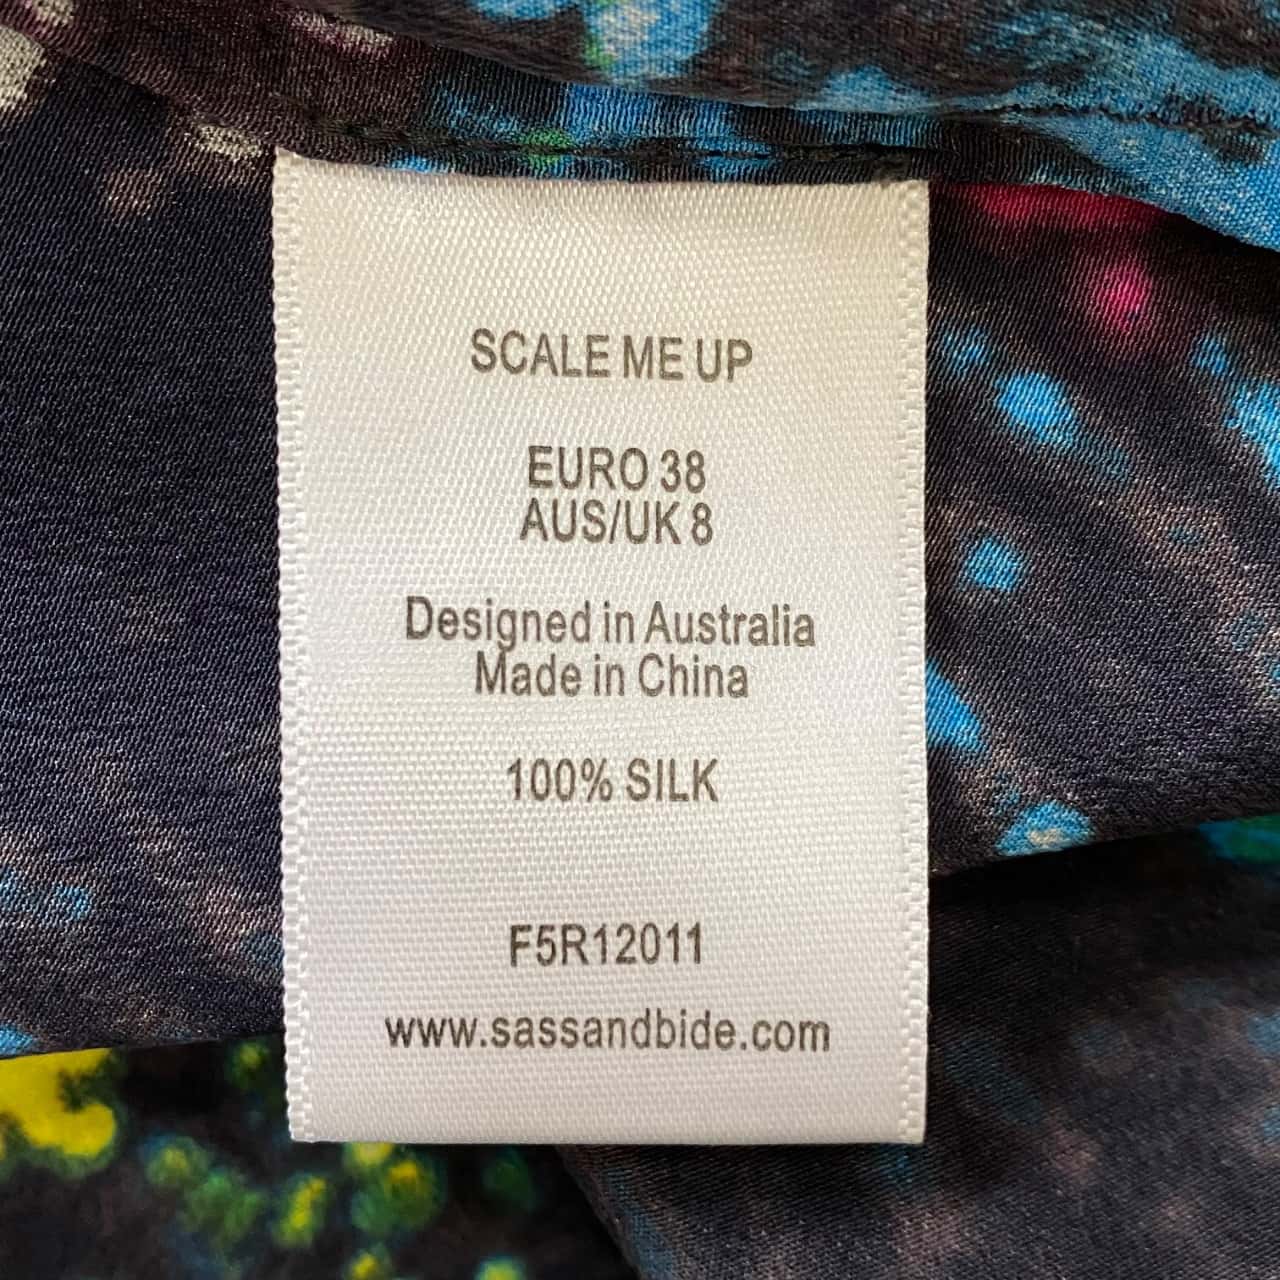 SCALE ME UP
EURO 38
AUS/UK 8
Designed in Australia
Made in China
100% SILK
F5R12011
www.sassandbide.com